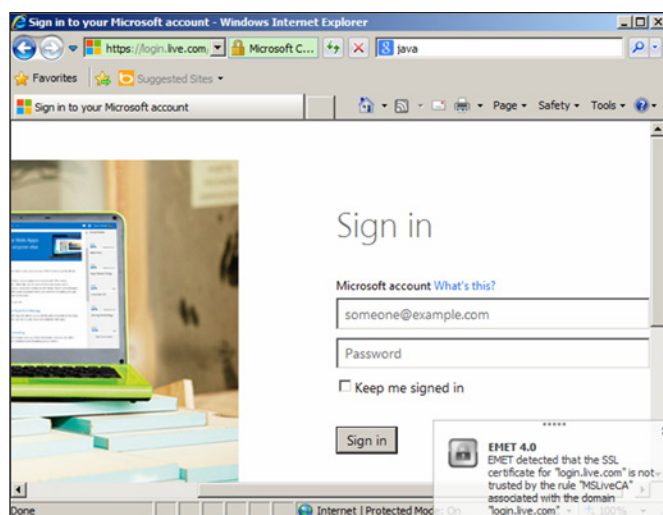 Sign in to your Microsoft account - Windows Internet Explorer
https://login.live.com/ Microsoft C... java
Favorites Suggested Sites
Sign in to your Microsoft account Page Safety Tools
Sign in
Microsoft account What's this?
someone@example.com
Password
Keep me signed in
Sign in
EMET 4.0
EMET detected that the SSL
certificate for "login.live.com" is not
trusted by the rule "MSLiveCA"
associated with the domain
"login.live.com"
Done Internet | Protected Mode: On 100%